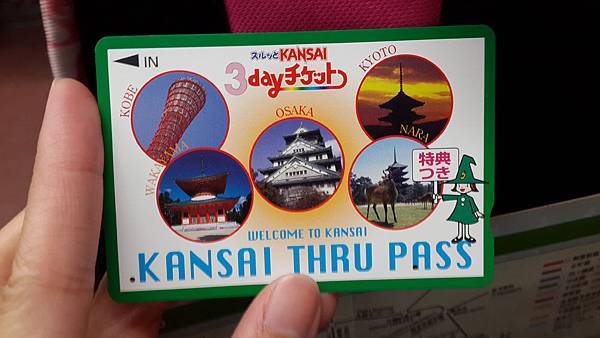 IN
スルッとKANSAI
3dayチケット
KOBE
KYOTO
OSAKA
NARA
WAKAYAMA
特典
つき
WELCOME TO KANSAI
KANSAI THRU PASS